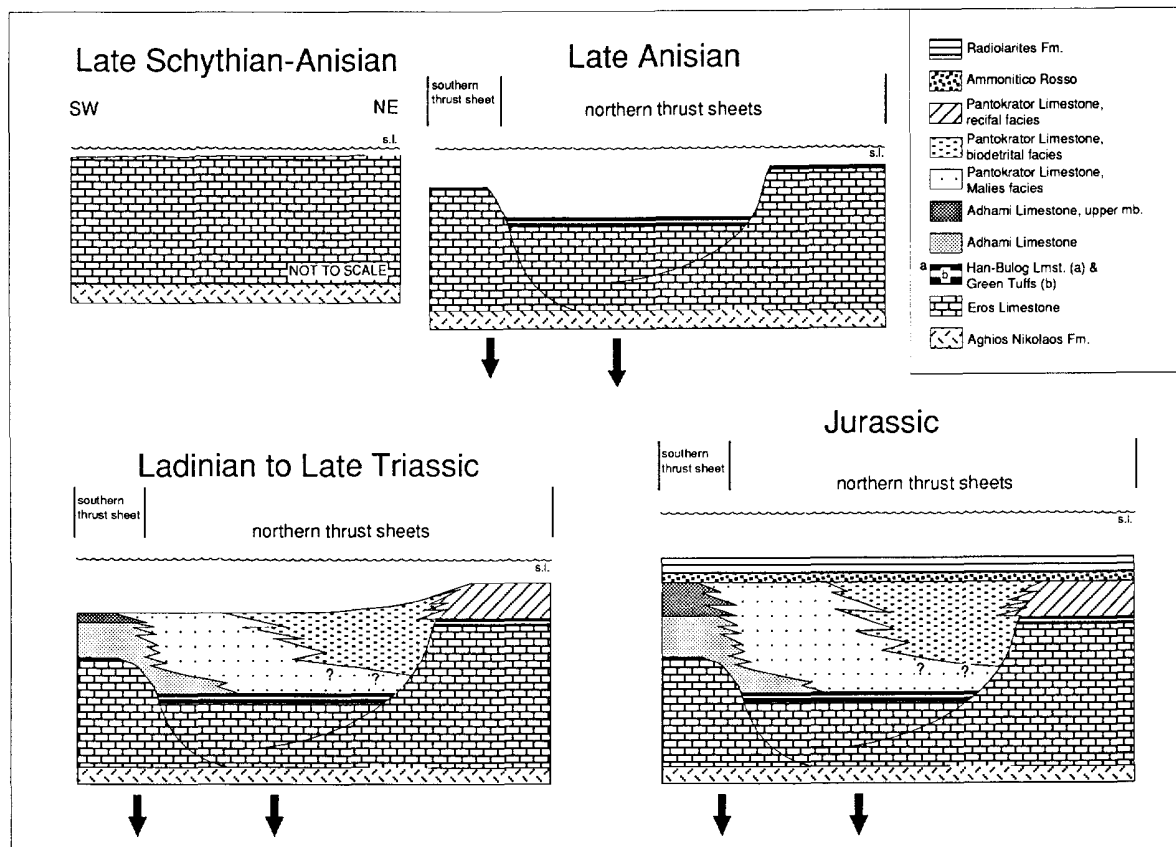 Late Schythian-Anisian
SW
NE
s.l.
NOT TO SCALE
Late Anisian
southern
thrust sheet
northern thrust sheets
s.l.
Radiolarites Fm.
Ammonitico Rosso
Pantokrator Limestone,
recifal facies
Pantokrator Limestone,
biodetrital facies
Pantokrator Limestone,
Malies facies
Adhami Limestone, upper mb.
Adhami Limestone
a
b
Han-Bulog Lmst. (a) &
Green Tuffs (b)
Eros Limestone
Aghios Nikolaos Fm.
Ladinian to Late Triassic
southern
thrust sheet
northern thrust sheets
s.l.
?
?
Jurassic
southern
thrust sheet
northern thrust sheets
s.l.
?
?